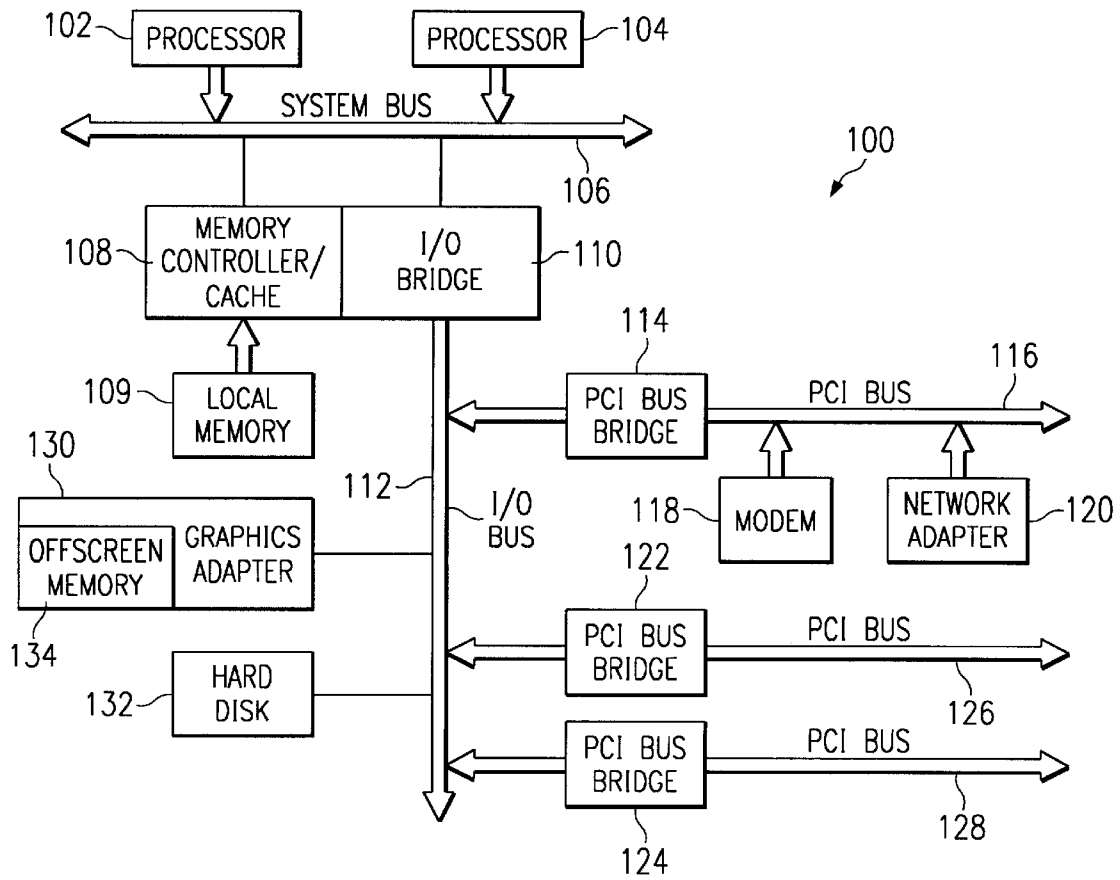 102
PROCESSOR
PROCESSOR
104
SYSTEM BUS
106
100
108
MEMORY
CONTROLLER/
CACHE
I/O
BRIDGE
110
109
LOCAL
MEMORY
114
PCI BUS
BRIDGE
PCI BUS
116
130
OFFSCREEN
MEMORY
GRAPHICS
ADAPTER
134
112
I/O
BUS
118
MODEM
NETWORK
ADAPTER
120
122
PCI BUS
BRIDGE
PCI BUS
126
132
HARD
DISK
PCI BUS
BRIDGE
PCI BUS
128
124